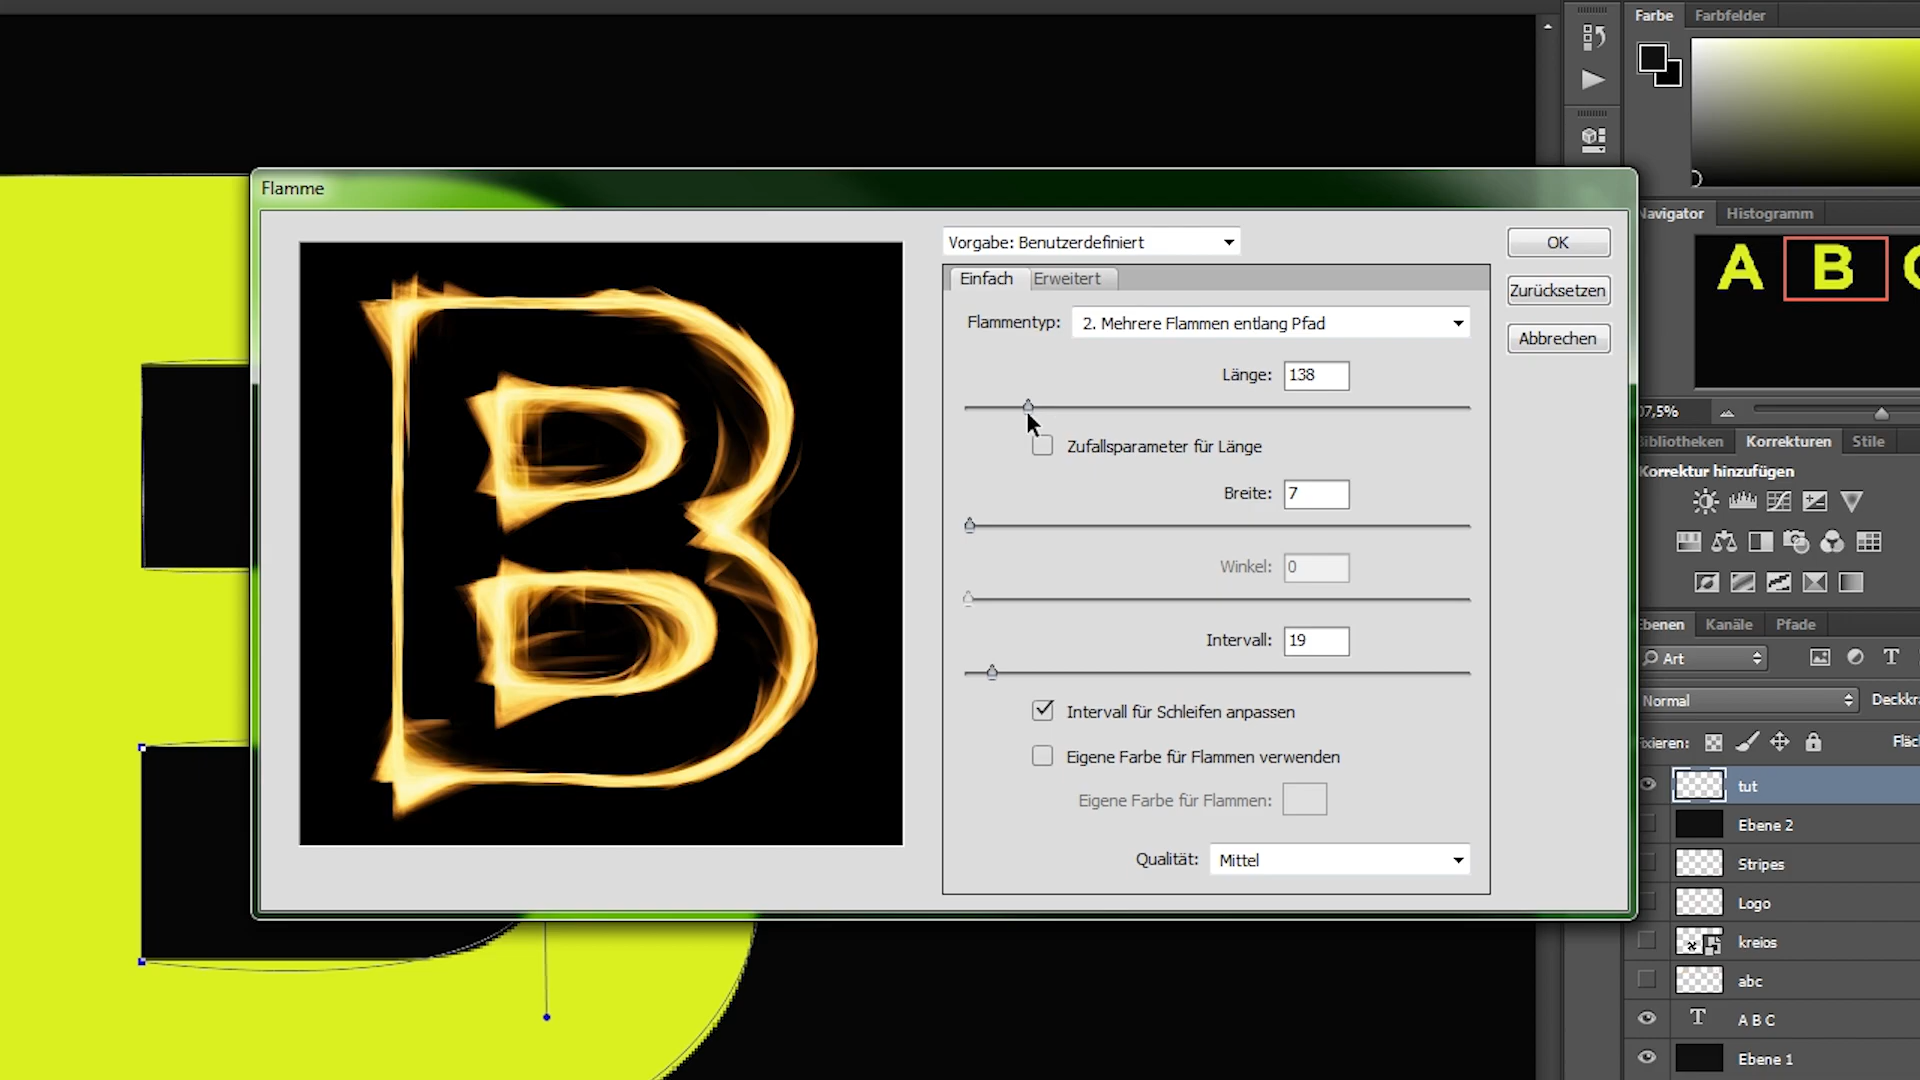 Farbe
Farbfelder
Flamme
Vorgabe: Benutzerdefiniert
OK
Navigator
Histogramm
A B C
Einfach
Erweitert
Zurücksetzen
Flammentyp:
2. Mehrere Flammen entlang Pfad
Abbrechen
Länge:
138
07,5%
Bibliotheken
Korrekturen
Stile
Zufallsparameter für Länge
Korrektur hinzufügen
Breite:
7
Winkel:
0
Ebenen
Kanäle
Pfade
Intervall:
19
Art
T
Normal
Deckkra
Intervall für Schleifen anpassen
Fixieren:
Fläc
Eigene Farbe für Flammen verwenden
tut
Eigene Farbe für Flammen:
Ebene 2
Qualität:
Mittel
Stripes
Logo
kreios
abc
T
A B C
Ebene 1
B